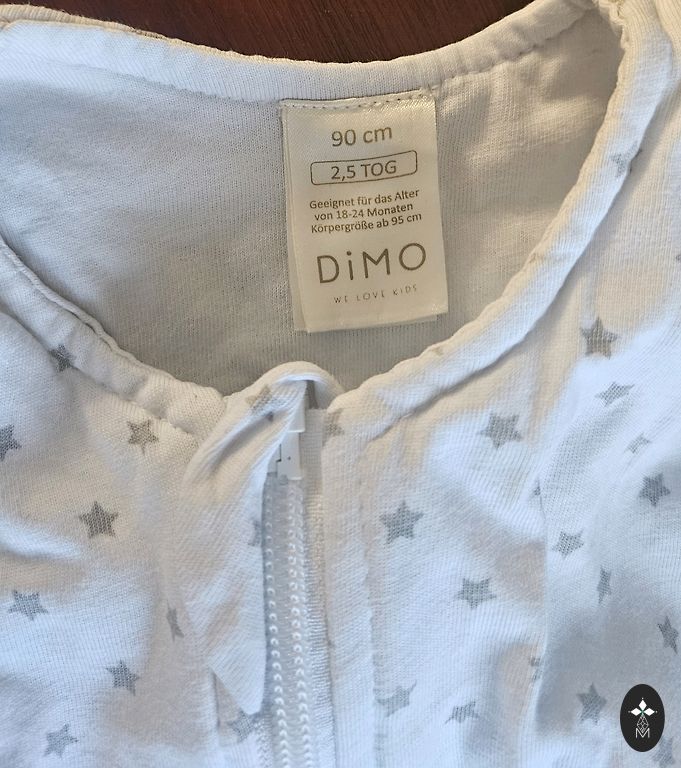 90 cm
2,5 TOG
Geeignet für das Alter
von 18-24 Monaten
Körpergröße ab 95 cm
DiMO
WE LOVE KIDS
M